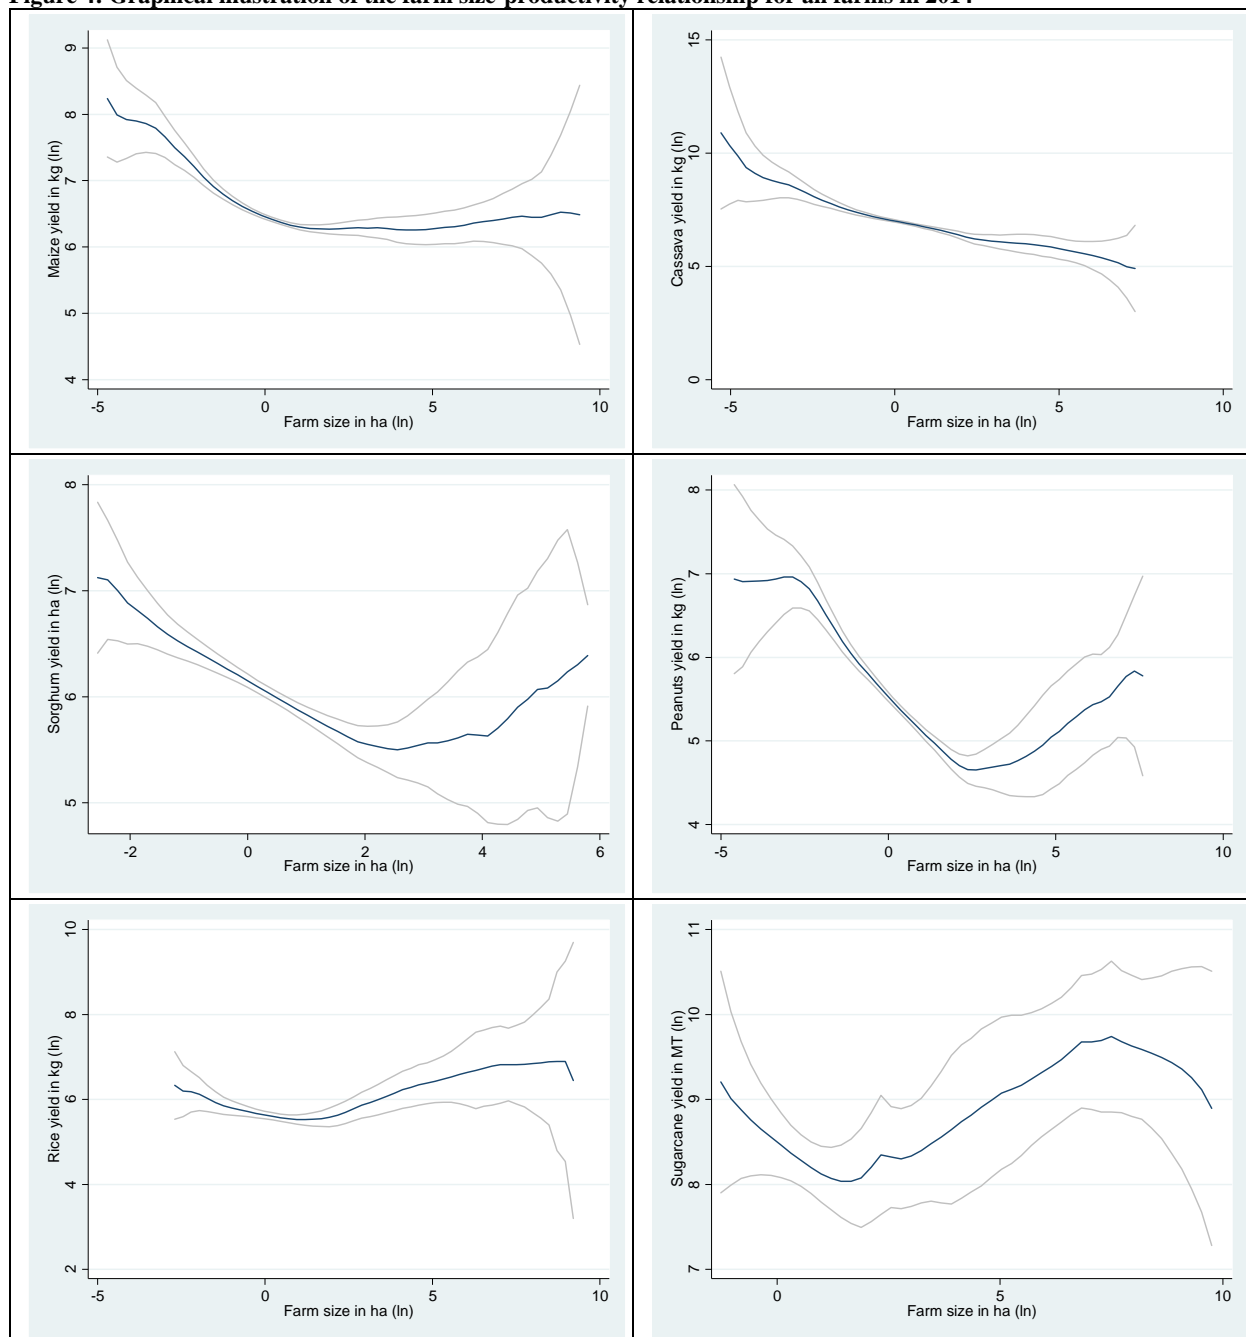 Figure 4: Graphical illustration of the farm size-productivity relationship for all farms in 2014
Maize yield in kg (ln)
9
8
7
6
5
4
-5 0 5 10
Farm size in ha (ln)
Cassava yield in kg (ln)
15
10
5
0
-5 0 5 10
Farm size in ha (ln)
Sorghum yield in ha (ln)
8
7
6
5
-2 0 2 4 6
Farm size in ha (ln)
Peanuts yield in kg (ln)
8
7
6
5
4
-5 0 5 10
Farm size in ha (ln)
Rice yield in kg (ln)
10
8
6
4
2
-5 0 5 10
Farm size in ha (ln)
Sugarcane yield in MT (ln)
11
10
9
8
7
0 5 10
Farm size in ha (ln)